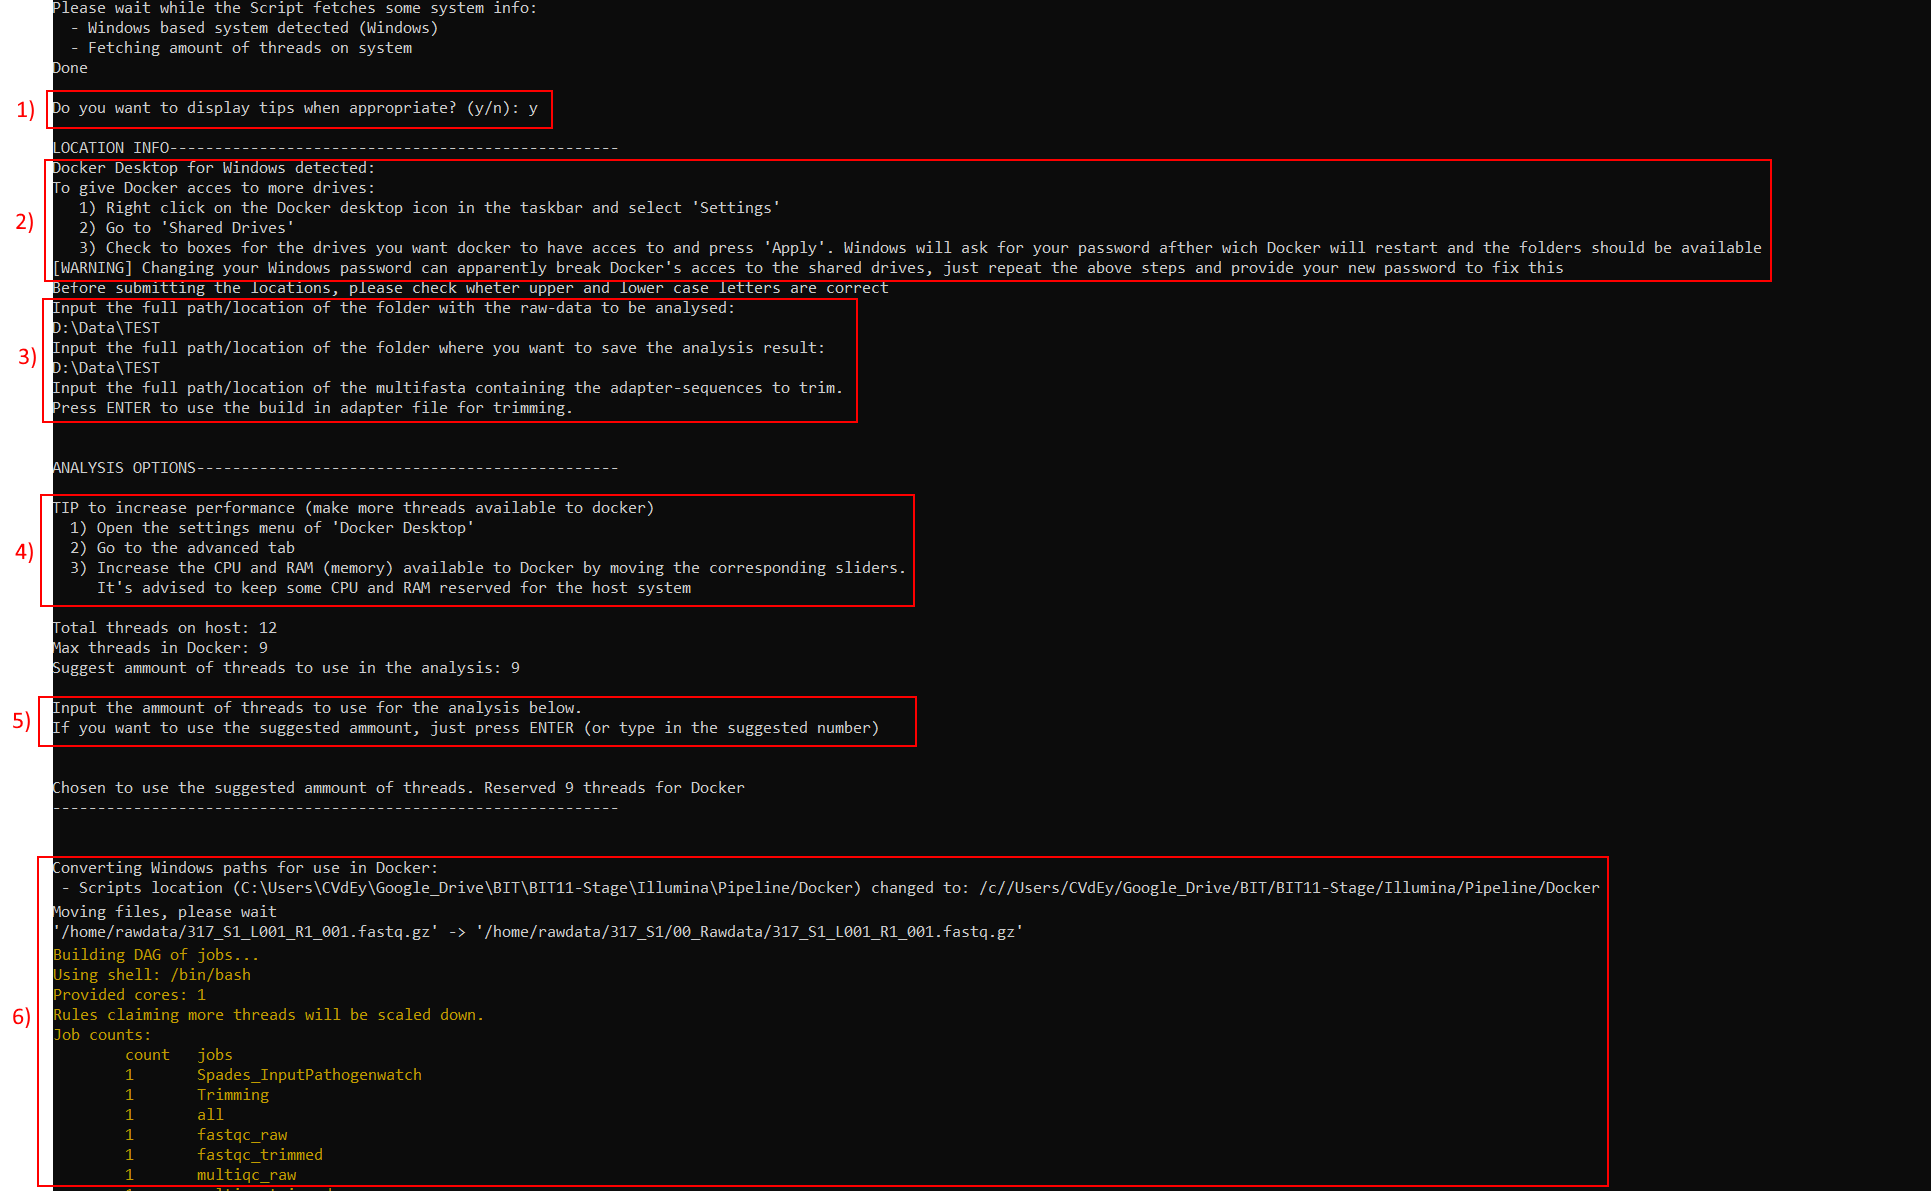 Please wait while the Script fetches some system info:
- Windows based system detected (Windows)
- Fetching amount of threads on system
Done
1) Do you want to display tips when appropriate? (y/n): y
LOCATION INFO--------------------------------------------------
Docker Desktop for Windows detected:
To give Docker acces to more drives:
1) Right click on the Docker desktop icon in the taskbar and select 'Settings'
2) 2) Go to 'Shared Drives'
3) Check to boxes for the drives you want docker to have acces to and press 'Apply'. Windows will ask for your password afther wich Docker will restart and the folders should be available
[WARNING] Changing your Windows password can apparently break Docker's acces to the shared drives, just repeat the above steps and provide your new password to fix this
Before submitting the locations, please check wheter upper and lower case letters are correct
Input the full path/location of the folder with the raw-data to be analysed:
D:\Data\TEST
3) Input the full path/location of the folder where you want to save the analysis result:
D:\Data\TEST
Input the full path/location of the multifasta containing the adapter-sequences to trim.
Press ENTER to use the build in adapter file for trimming.
ANALYSIS OPTIONS-----------------------------------------------
TIP to increase performance (make more threads available to docker)
1) Open the settings menu of 'Docker Desktop'
4) 2) Go to the advanced tab
3) Increase the CPU and RAM (memory) available to Docker by moving the corresponding sliders.
It's advised to keep some CPU and RAM reserved for the host system
Total threads on host: 12
Max threads in Docker: 9
Suggest ammount of threads to use in the analysis: 9
5) Input the ammount of threads to use for the analysis below.
If you want to use the suggested ammount, just press ENTER (or type in the suggested number)
Chosen to use the suggested ammount of threads. Reserved 9 threads for Docker
---------------------------------------------------------------
Converting Windows paths for use in Docker:
- Scripts location (C:\Users\CVdEy\Google_Drive\BIT\BIT11-Stage\Illumina\Pipeline/Docker) changed to: /c//Users/CVdEy/Google_Drive/BIT/BIT11-Stage/Illumina/Pipeline/Docker
Moving files, please wait
'/home/rawdata/317_S1_L001_R1_001.fastq.gz' -> '/home/rawdata/317_S1/00_Rawdata/317_S1_L001_R1_001.fastq.gz'
Building DAG of jobs...
Using shell: /bin/bash
Provided cores: 1
6) Rules claiming more threads will be scaled down.
Job counts:
count jobs
1 Spades_InputPathogenwatch
1 Trimming
1 all
1 fastqc_raw
1 fastqc_trimmed
1 multiqc_raw